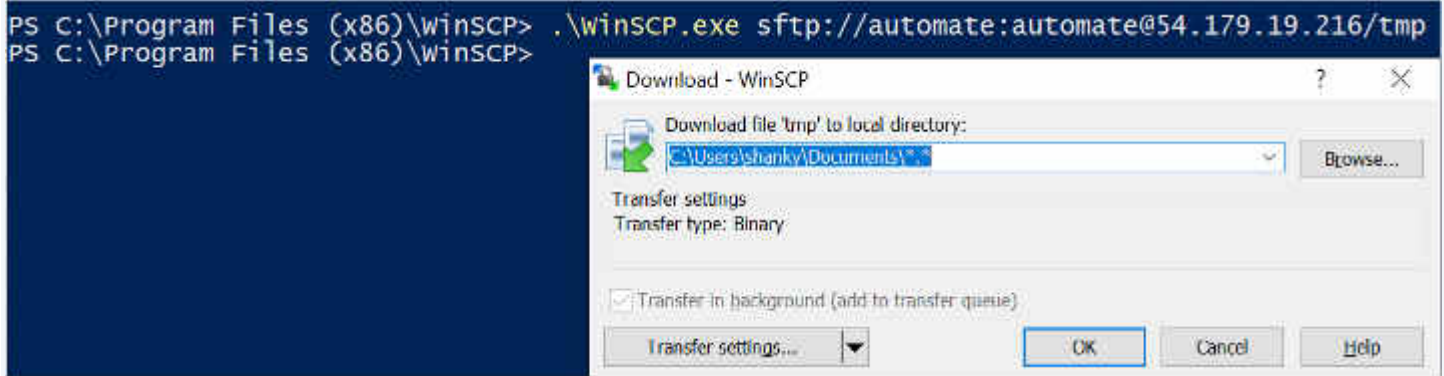 PS C:\Program Files (x86)\WinSCP> .\WinSCP.exe sftp://automate:automate@54.179.19.216/tmp
PS C:\Program Files (x86)\WinSCP>
Download - WinSCP
Download file 'tmp' to local directory:
C:\Users\shanky\Documents\*.*
Browse...
Transfer settings
Transfer type: Binary
Transfer in background (add to transfer queue)
Transfer settings... OK Cancel Help